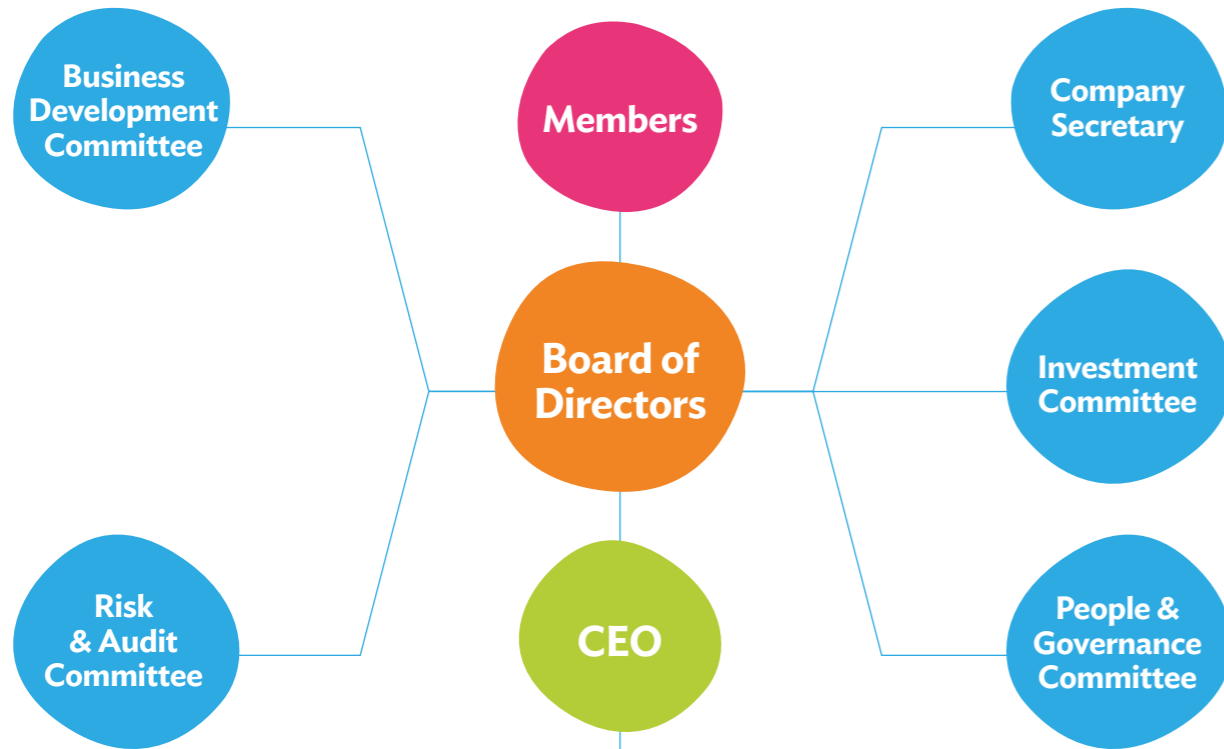 Business
Development
Committee
Members
Company
Secretary
Board of
Directors
Investment
Committee
Risk
& Audit
Committee
CEO
People &
Governance
Committee